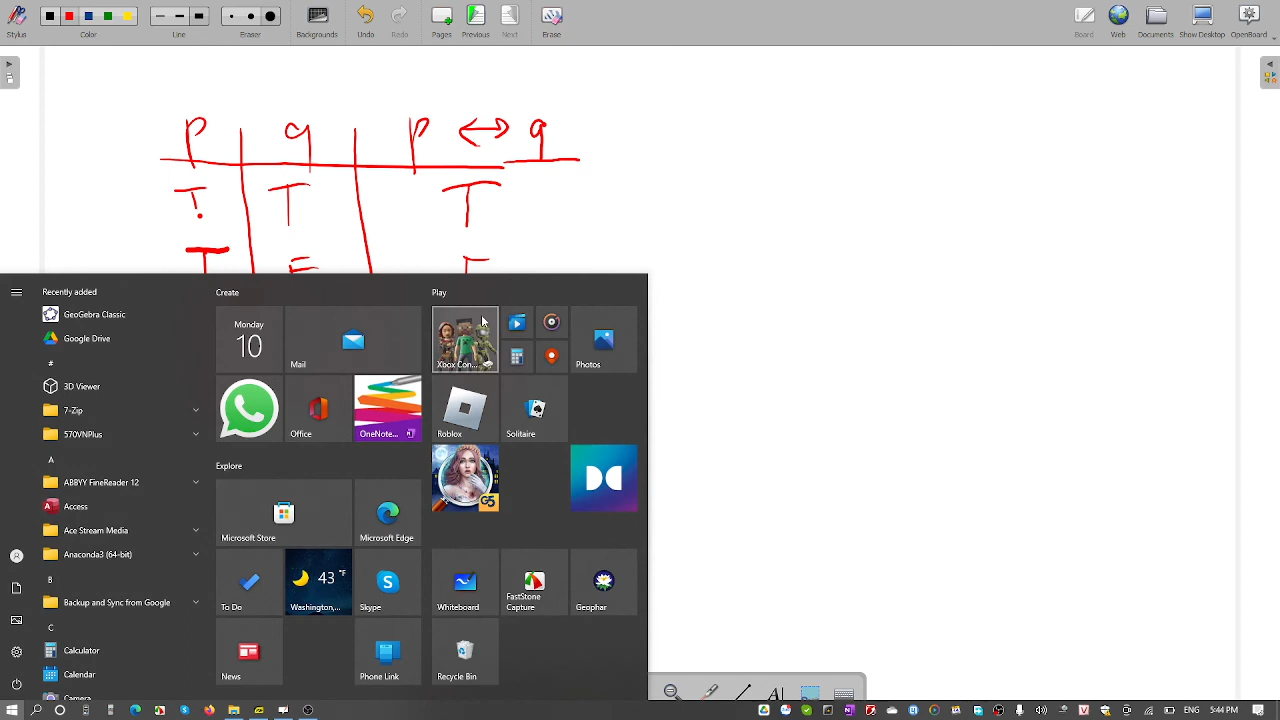 Stylus Color Line Eraser Backgrounds Undo Redo Pages Previous Next Erase Board Web Documents Show Desktop OpenBoard
p q p ↔ q
T T T
T F F
Recently added
GeoGebra Classic
Google Drive
#
3D Viewer
7-Zip
570VNPlus
A
ABBYY FineReader 12
Access
Ace Stream Media
Anaconda3 (64-bit)
B
Backup and Sync from Google
C
Calculator
Calendar
Camera
Create
Monday
10
Mail
Office
OneNote...
Explore
Microsoft Store
Microsoft Edge
To Do
43 °F
Washington,...
Skype
News
Phone Link
Play
Xbox Con...
Photos
Roblox
Solitaire
G5
Whiteboard
FastStone
Capture
Geophar
Recycle Bin
5:44 PM